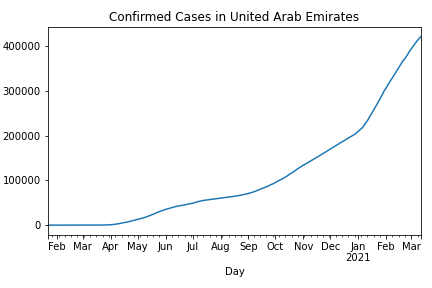 Confirmed Cases in United Arab Emirates
400000
300000
200000
100000
0
Feb Mar Apr May Jun Jul Aug Sep Oct Nov Dec Jan Feb Mar
2021
Day